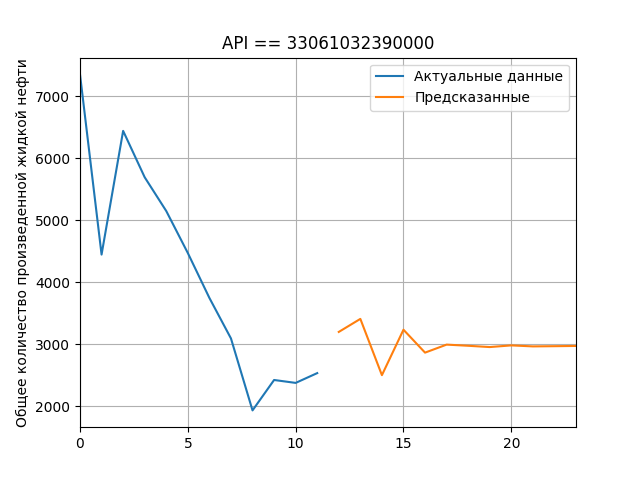 API == 33061032390000
Общее количество произведенной жидкой нефти
Актуальные данные
Предсказанные
7000
6000
5000
4000
3000
2000
0
5
10
15
20